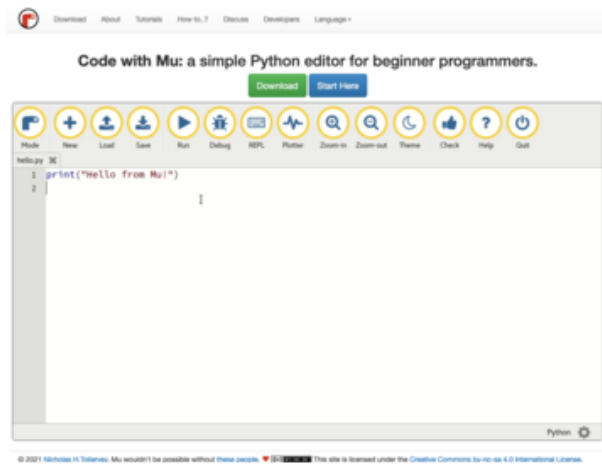 Download About Tutorials How to..? Discuss Developers Language
Code with Mu: a simple Python editor for beginner programmers.
Download Start Here
Mode New Load Save Run Debug REPL Plotter Zoom-in Zoom-out Theme Check Help Quit
hello.py
1 print("Hello from Mu!")
2
Python
© 2021 Nicholas H.Tollervey. Mu wouldn't be possible without these people. This site is licensed under the Creative Commons by-nc-sa 4.0 International License.